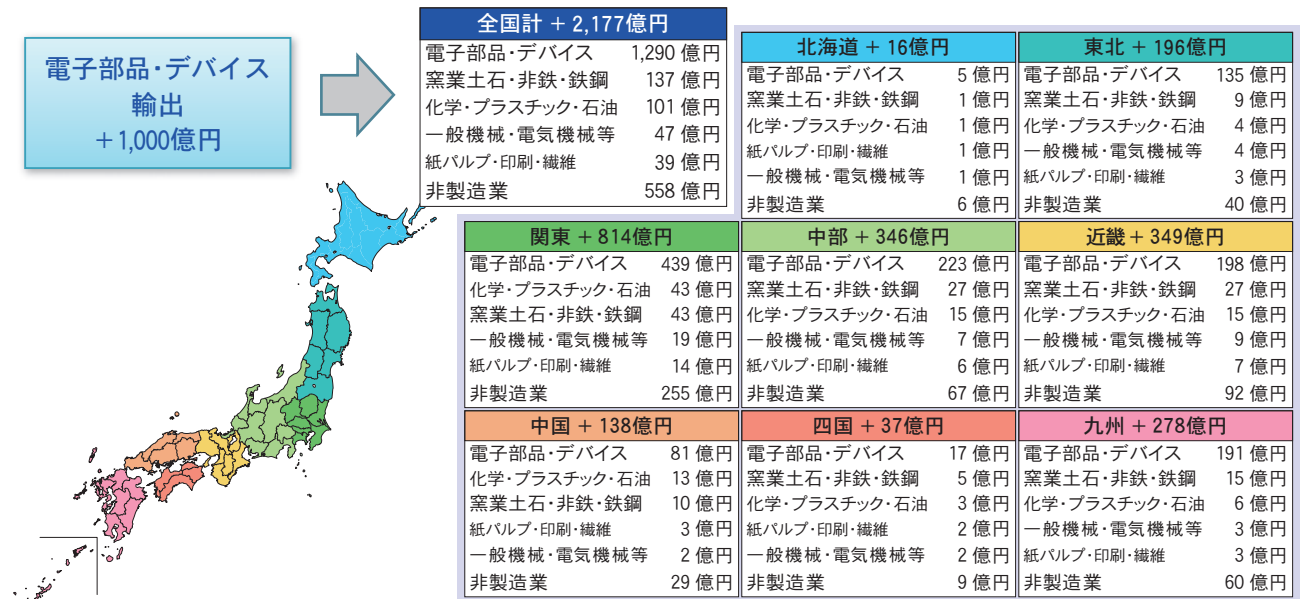 電子部品・デバイス
輸出
+1,000億円
全国計 + 2,177億円
電子部品・デバイス 1,290 億円
窯業土石・非鉄・鉄鋼 137 億円
化学・プラスチック・石油 101 億円
一般機械・電気機械等 47 億円
紙パルプ・印刷・繊維 39 億円
非製造業 558 億円
北海道 + 16億円
電子部品・デバイス 5 億円
窯業土石・非鉄・鉄鋼 1 億円
化学・プラスチック・石油 1 億円
紙パルプ・印刷・繊維 1 億円
一般機械・電気機械等 1 億円
非製造業 6 億円
東北 + 196億円
電子部品・デバイス 135 億円
窯業土石・非鉄・鉄鋼 9 億円
化学・プラスチック・石油 4 億円
一般機械・電気機械等 4 億円
紙パルプ・印刷・繊維 3 億円
非製造業 40 億円
関東 + 814億円
電子部品・デバイス 439 億円
化学・プラスチック・石油 43 億円
窯業土石・非鉄・鉄鋼 43 億円
一般機械・電気機械等 19 億円
紙パルプ・印刷・繊維 14 億円
非製造業 255 億円
中部 + 346億円
電子部品・デバイス 223 億円
窯業土石・非鉄・鉄鋼 27 億円
化学・プラスチック・石油 15 億円
一般機械・電気機械等 7 億円
紙パルプ・印刷・繊維 6 億円
非製造業 67 億円
近畿 + 349億円
電子部品・デバイス 198 億円
窯業土石・非鉄・鉄鋼 27 億円
化学・プラスチック・石油 15 億円
一般機械・電気機械等 9 億円
紙パルプ・印刷・繊維 7 億円
非製造業 92 億円
中国 + 138億円
電子部品・デバイス 81 億円
化学・プラスチック・石油 13 億円
窯業土石・非鉄・鉄鋼 10 億円
紙パルプ・印刷・繊維 3 億円
一般機械・電気機械等 2 億円
非製造業 29 億円
四国 + 37億円
電子部品・デバイス 17 億円
窯業土石・非鉄・鉄鋼 5 億円
化学・プラスチック・石油 3 億円
紙パルプ・印刷・繊維 2 億円
一般機械・電気機械等 2 億円
非製造業 9 億円
九州 + 278億円
電子部品・デバイス 191 億円
窯業土石・非鉄・鉄鋼 15 億円
化学・プラスチック・石油 6 億円
一般機械・電気機械等 3 億円
紙パルプ・印刷・繊維 3 億円
非製造業 60 億円